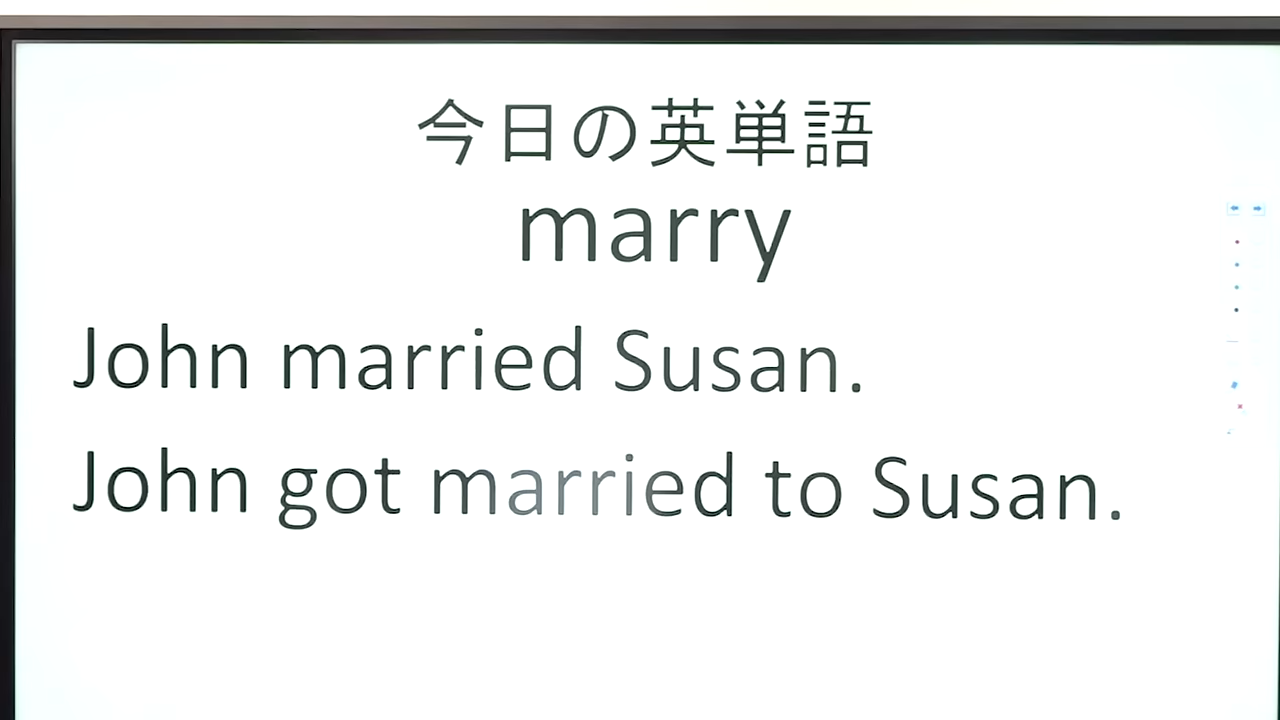 今日の英単語
marry
John married Susan.
John got married to Susan.